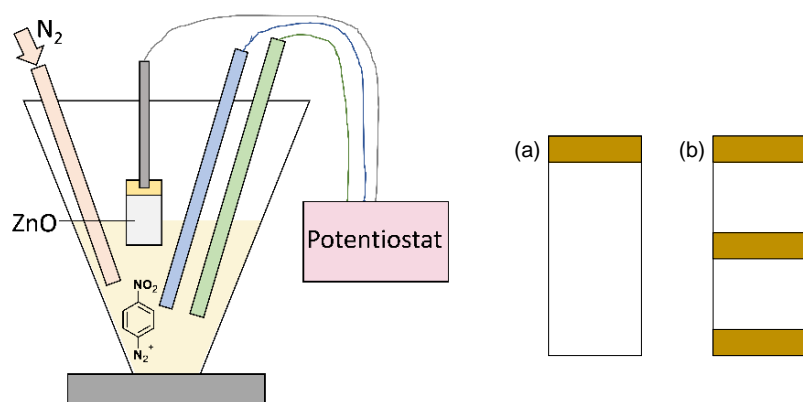 N₂
ZnO
Potentiostat
NO₂
N₂⁺
(a)
(b)